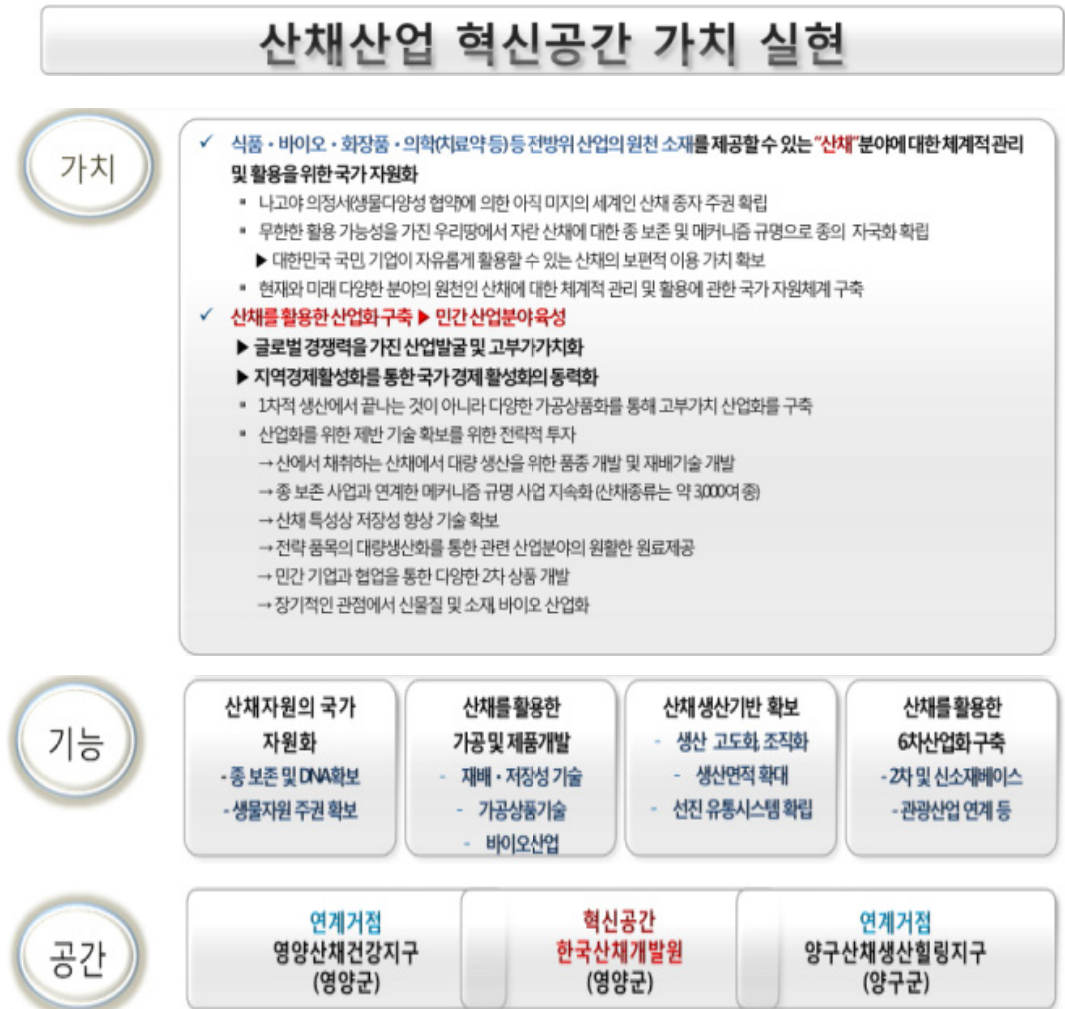 산채산업 혁신공간 가치 실현
가치
✓ 식품・바이오・화장품・의학(치료약 등) 등 전방위 산업의 원천 소재를 제공할 수 있는 “산채”분야에 대한 체계적 관리
및 활용을 위한 국가 자원화
▪ 나고야 의정서(생물다양성 협약)에 의한 아직 미지의 세계인 산채 종자 주권 확립
▪ 무한한 활용 가능성을 가진 우리땅에서 자란 산채에 대한 종 보존 및 메커니즘 규명으로 종의 자국화 확립
▶ 대한민국 국민, 기업이 자유롭게 활용할 수 있는 산채의 보편적 이용 가치 확보
▪ 현재와 미래 다양한 분야의 원천인 산채에 대한 체계적 관리 및 활용에 관한 국가 자원체계 구축
✓ 산채를 활용한 산업화 구축 ▶ 민간 산업분야 육성
▶ 글로벌 경쟁력을 가진 산업발굴 및 고부가가치화
▶ 지역경제활성화를 통한 국가 경제 활성화의 동력화
▪ 1차적 생산에서 끝나는 것이 아니라 다양한 가공상품화를 통해 고부가치 산업화를 구축
▪ 산업화를 위한 제반 기술 확보를 위한 전략적 투자
→ 산에서 채취하는 산채에서 대량 생산을 위한 품종 개발 및 재배기술 개발
→ 종 보존 사업과 연계한 메커니즘 규명 사업 지속화 (산채종류는 약 3,000여 종)
→ 산채 특성상 저장성 향상 기술 확보
→ 전략 품목의 대량생산화를 통한 관련 산업분야의 원활한 원료제공
→ 민간 기업과 협업을 통한 다양한 2차 상품 개발
→ 장기적인 관점에서 신물질 및 소재, 바이오 산업화
기능
산채자원의 국가
자원화
- 종 보존 및 DNA확보
- 생물자원 주권 확보
산채를 활용한
가공 및 제품개발
- 재배・저장성 기술
- 가공상품기술
- 바이오산업
산채 생산기반 확보
- 생산 고도화, 조직화
- 생산면적 확대
- 선진 유통시스템 확립
산채를 활용한
6차산업화 구축
- 2차 및 신소재베이스
- 관광산업 연계 등
공간
연계거점
영양산채건강지구
(영양군)
혁신공간
한국산채개발원
(영양군)
연계거점
양구산채생산힐링지구
(양구군)